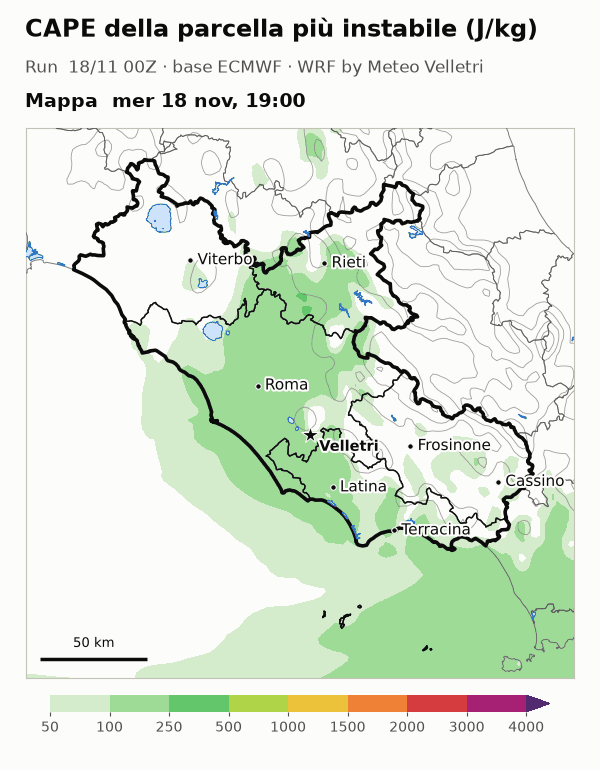 CAPE della parcella più instabile (J/kg)
Run  18/11 00Z · base ECMWF · WRF by Meteo Velletri
Mappa  mer 18 nov, 19:00
Viterbo
Rieti
Roma
Velletri
Frosinone
Latina
Cassino
Terracina
50 km
50 100 250 500 1000 1500 2000 3000 4000